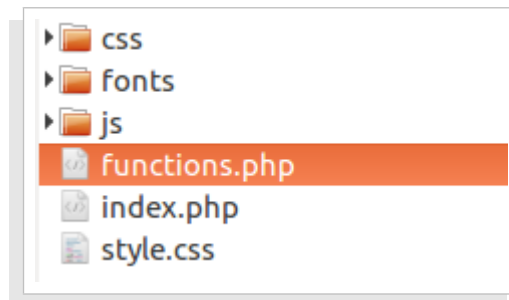 css
fonts
js
functions.php
index.php
style.css